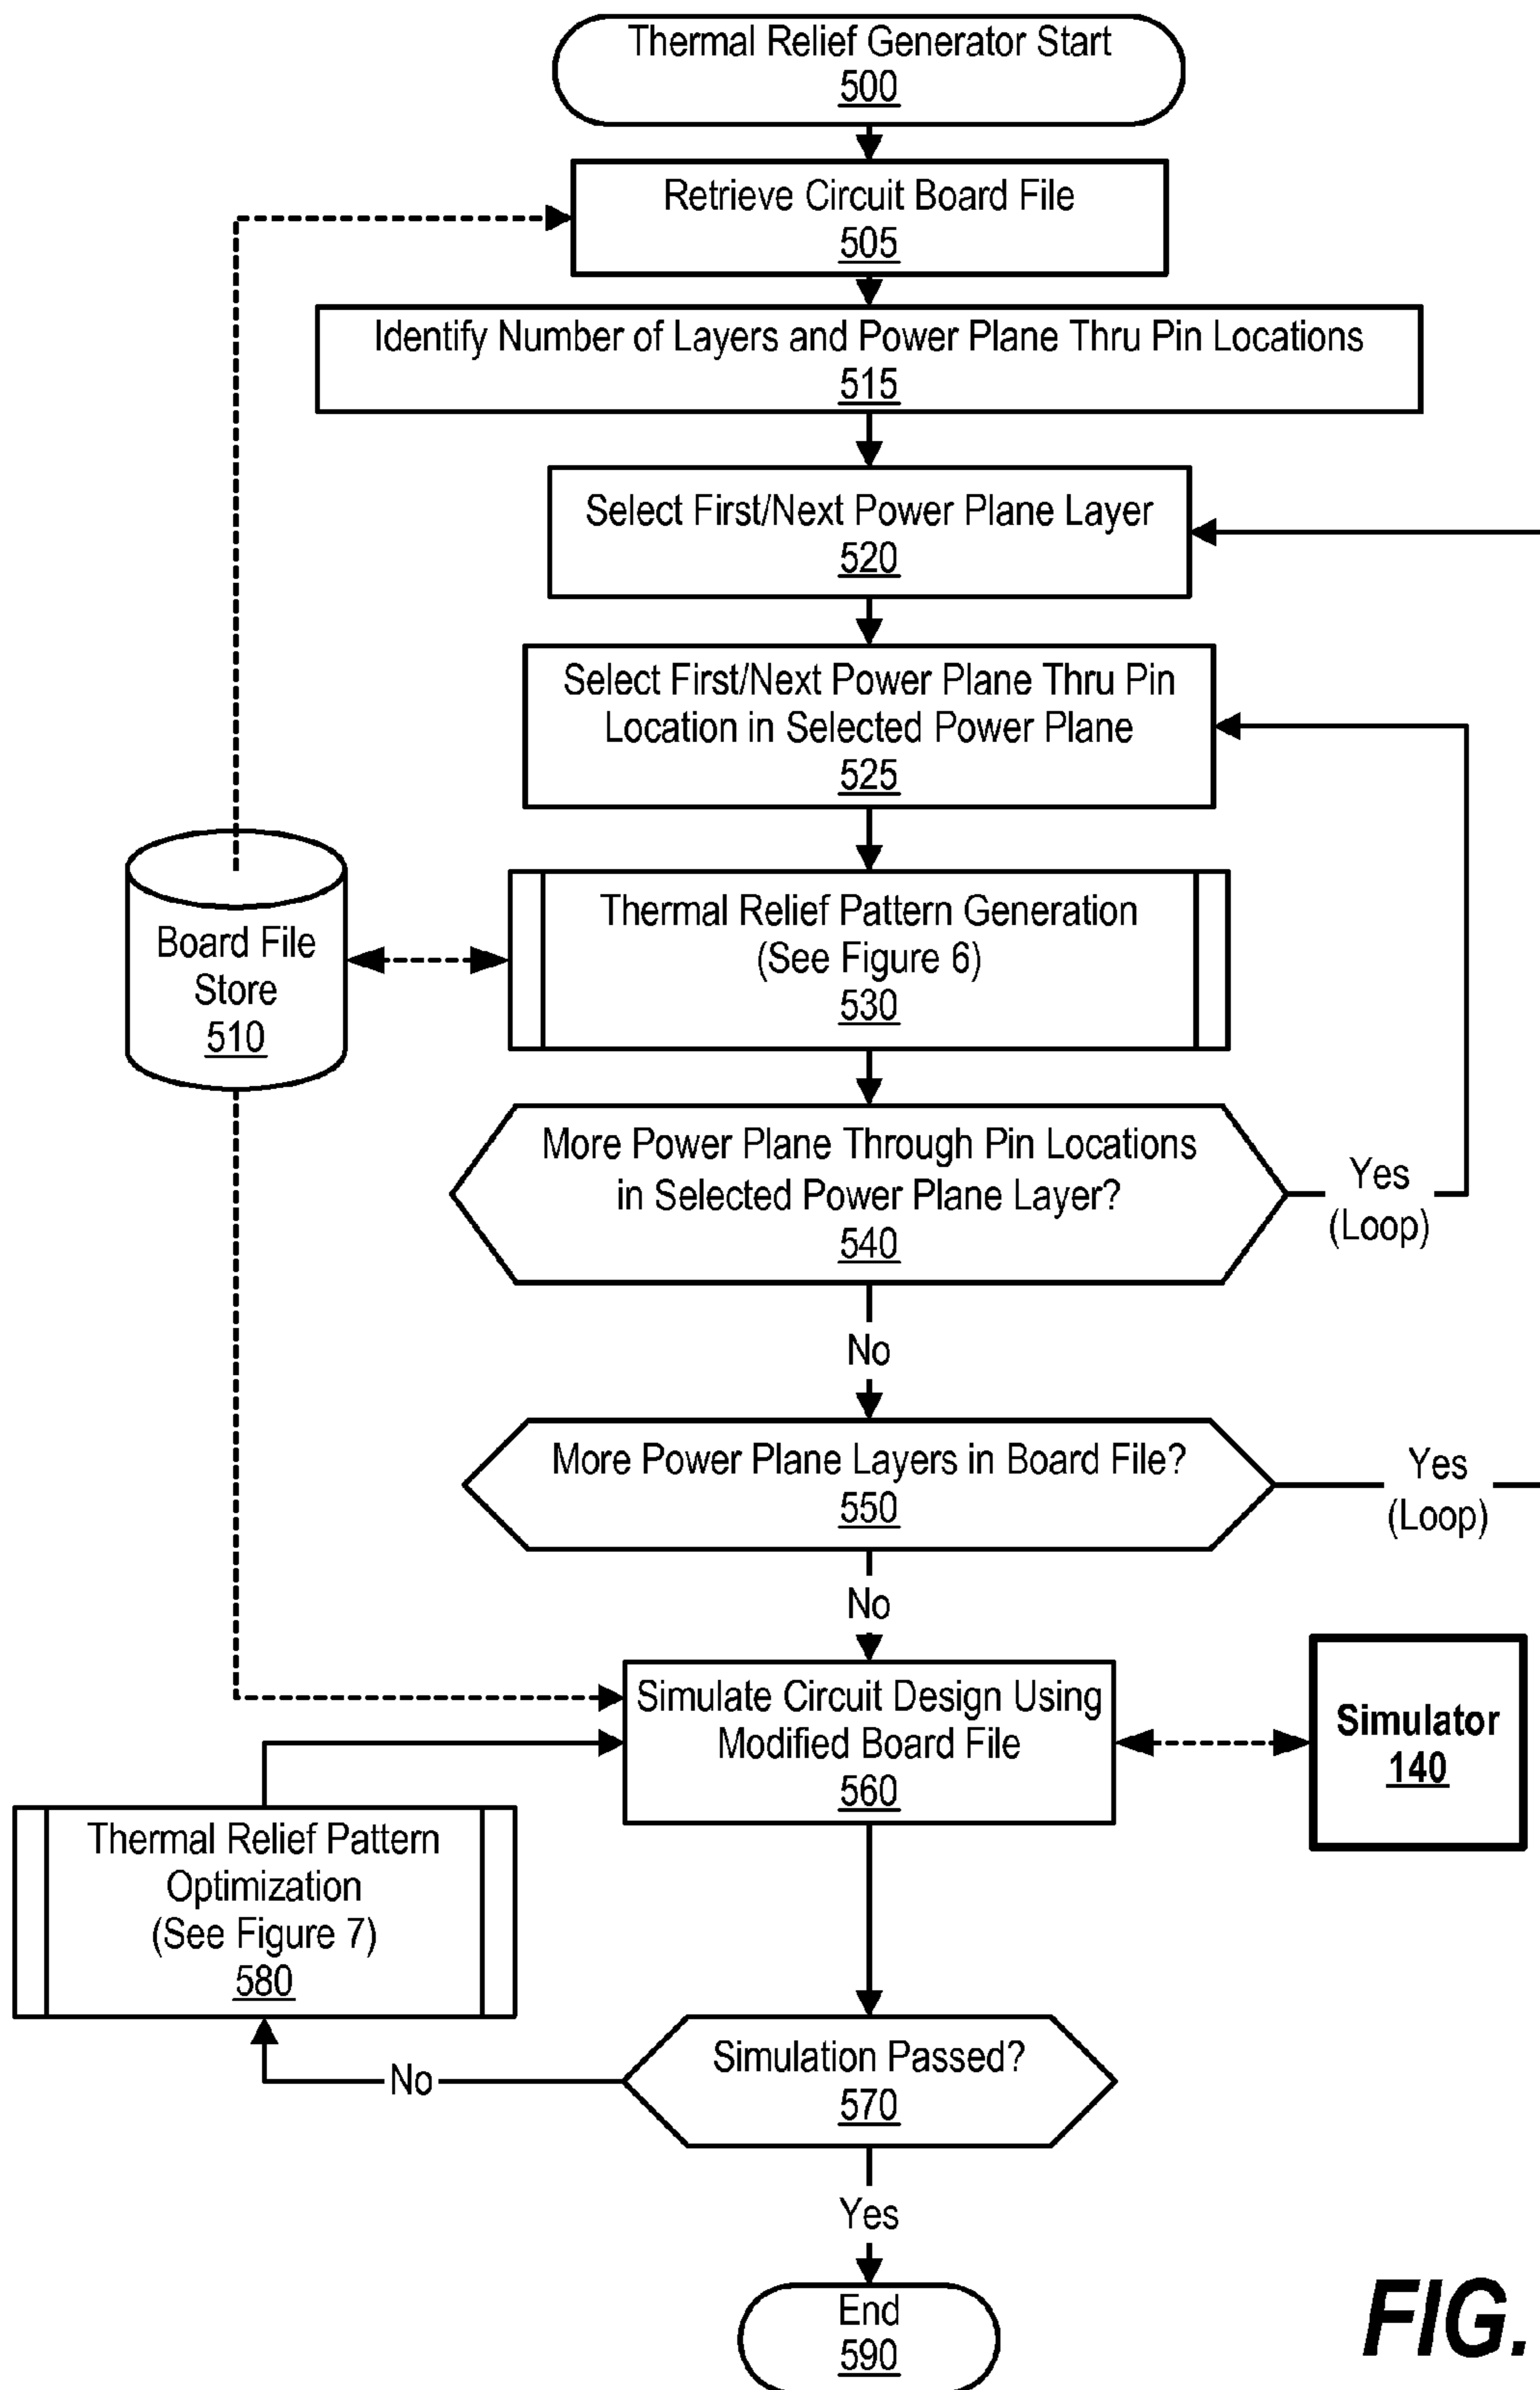 Thermal Relief Generator Start
500
Retrieve Circuit Board File
505
Identify Number of Layers and Power Plane Thru Pin Locations
515
Select First/Next Power Plane Layer
520
Select First/Next Power Plane Thru Pin
Location in Selected Power Plane
525
Board File
Store
510
Thermal Relief Pattern Generation
(See Figure 6)
530
More Power Plane Through Pin Locations
in Selected Power Plane Layer?
540
Yes
(Loop)
No
More Power Plane Layers in Board File?
550
Yes
(Loop)
No
Simulate Circuit Design Using
Modified Board File
560
Simulator
140
Thermal Relief Pattern
Optimization
(See Figure 7)
580
Simulation Passed?
570
No
Yes
End
590
FIG.